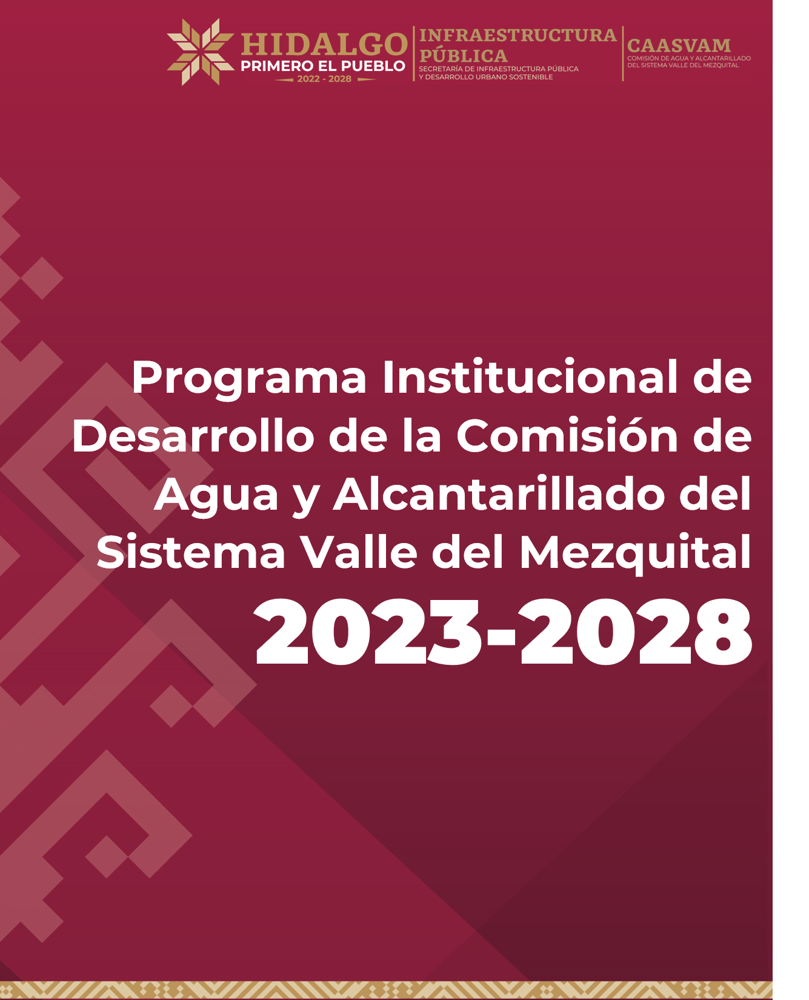 HIDALGO
PRIMERO EL PUEBLO
2022 - 2028
INFRAESTRUCTURA
PÚBLICA
SECRETARÍA DE INFRAESTRUCTURA PÚBLICA
Y DESARROLLO URBANO SOSTENIBLE
CAASVAM
COMISIÓN DE AGUA Y ALCANTARILLADO
DEL SISTEMA VALLE DEL MEZQUITAL
Programa Institucional de
Desarrollo de la Comisión de
Agua y Alcantarillado del
Sistema Valle del Mezquital
2023-2028